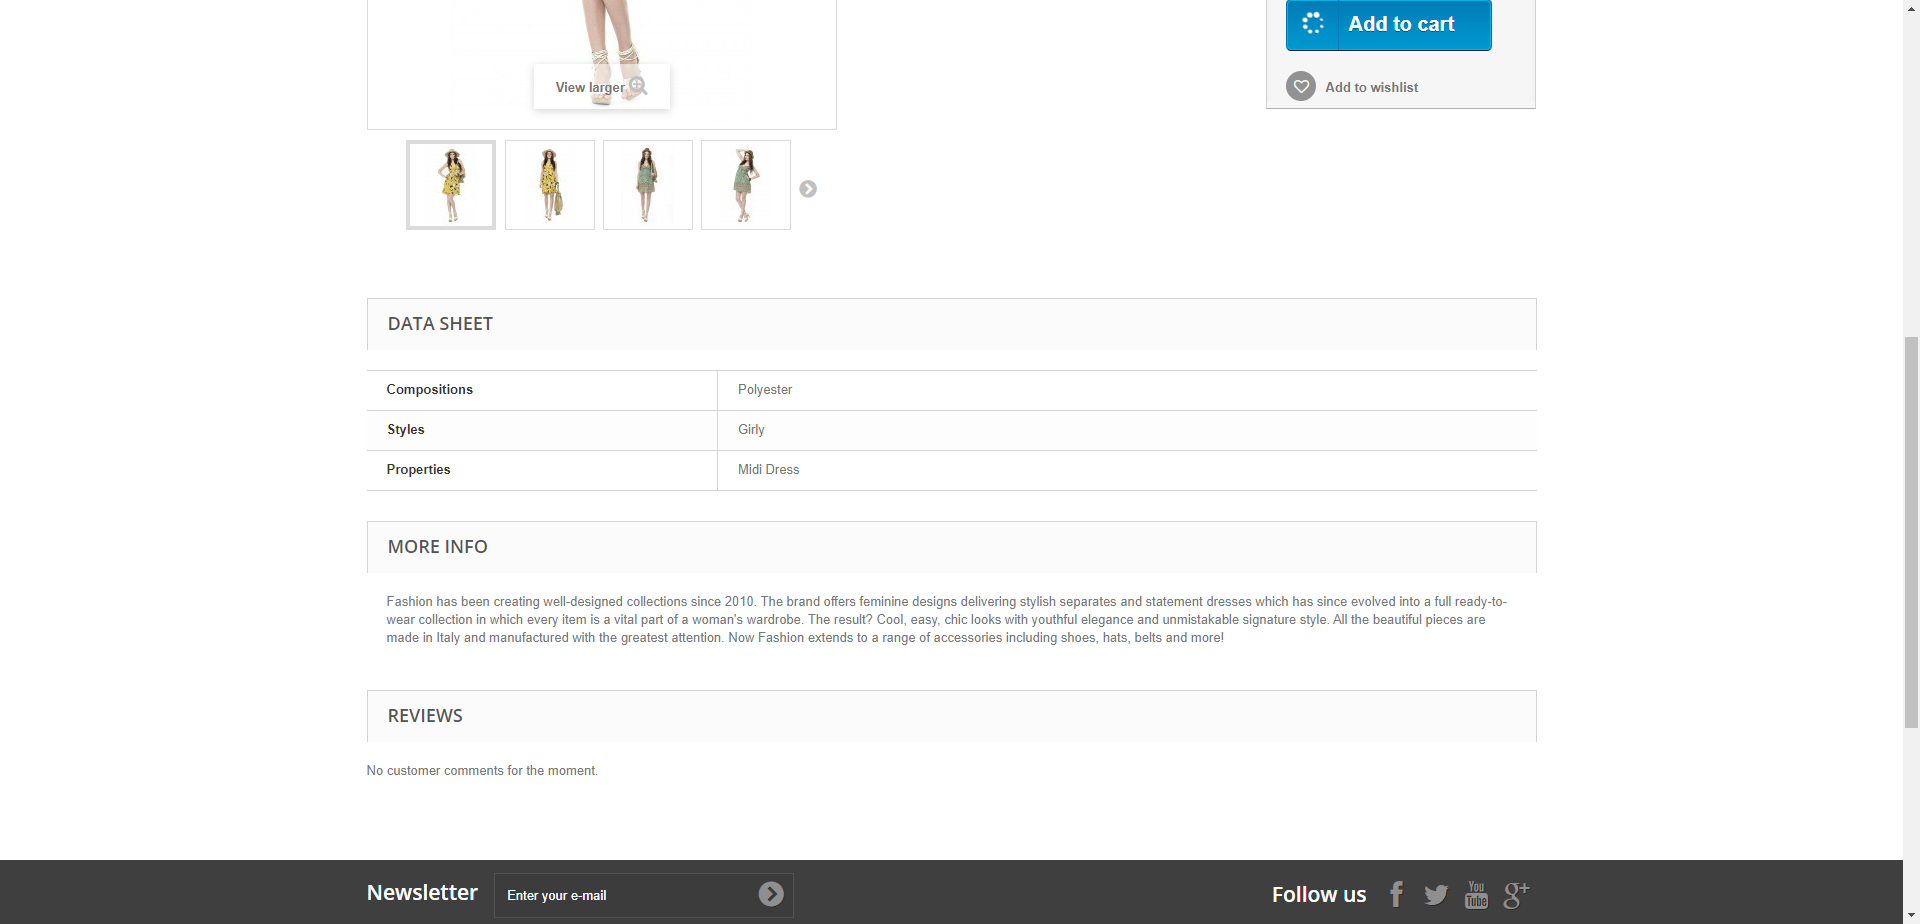 Add to cart
View larger
Add to wishlist
DATA SHEET
Compositions Polyester
Styles Girly
Properties Midi Dress
MORE INFO
Fashion has been creating well-designed collections since 2010. The brand offers feminine designs delivering stylish separates and statement dresses which has since evolved into a full ready-to-
wear collection in which every item is a vital part of a woman's wardrobe. The result? Cool, easy, chic looks with youthful elegance and unmistakable signature style. All the beautiful pieces are
made in Italy and manufactured with the greatest attention. Now Fashion extends to a range of accessories including shoes, hats, belts and more!
REVIEWS
No customer comments for the moment.
Newsletter Enter your e-mail Follow us f You Tube g+